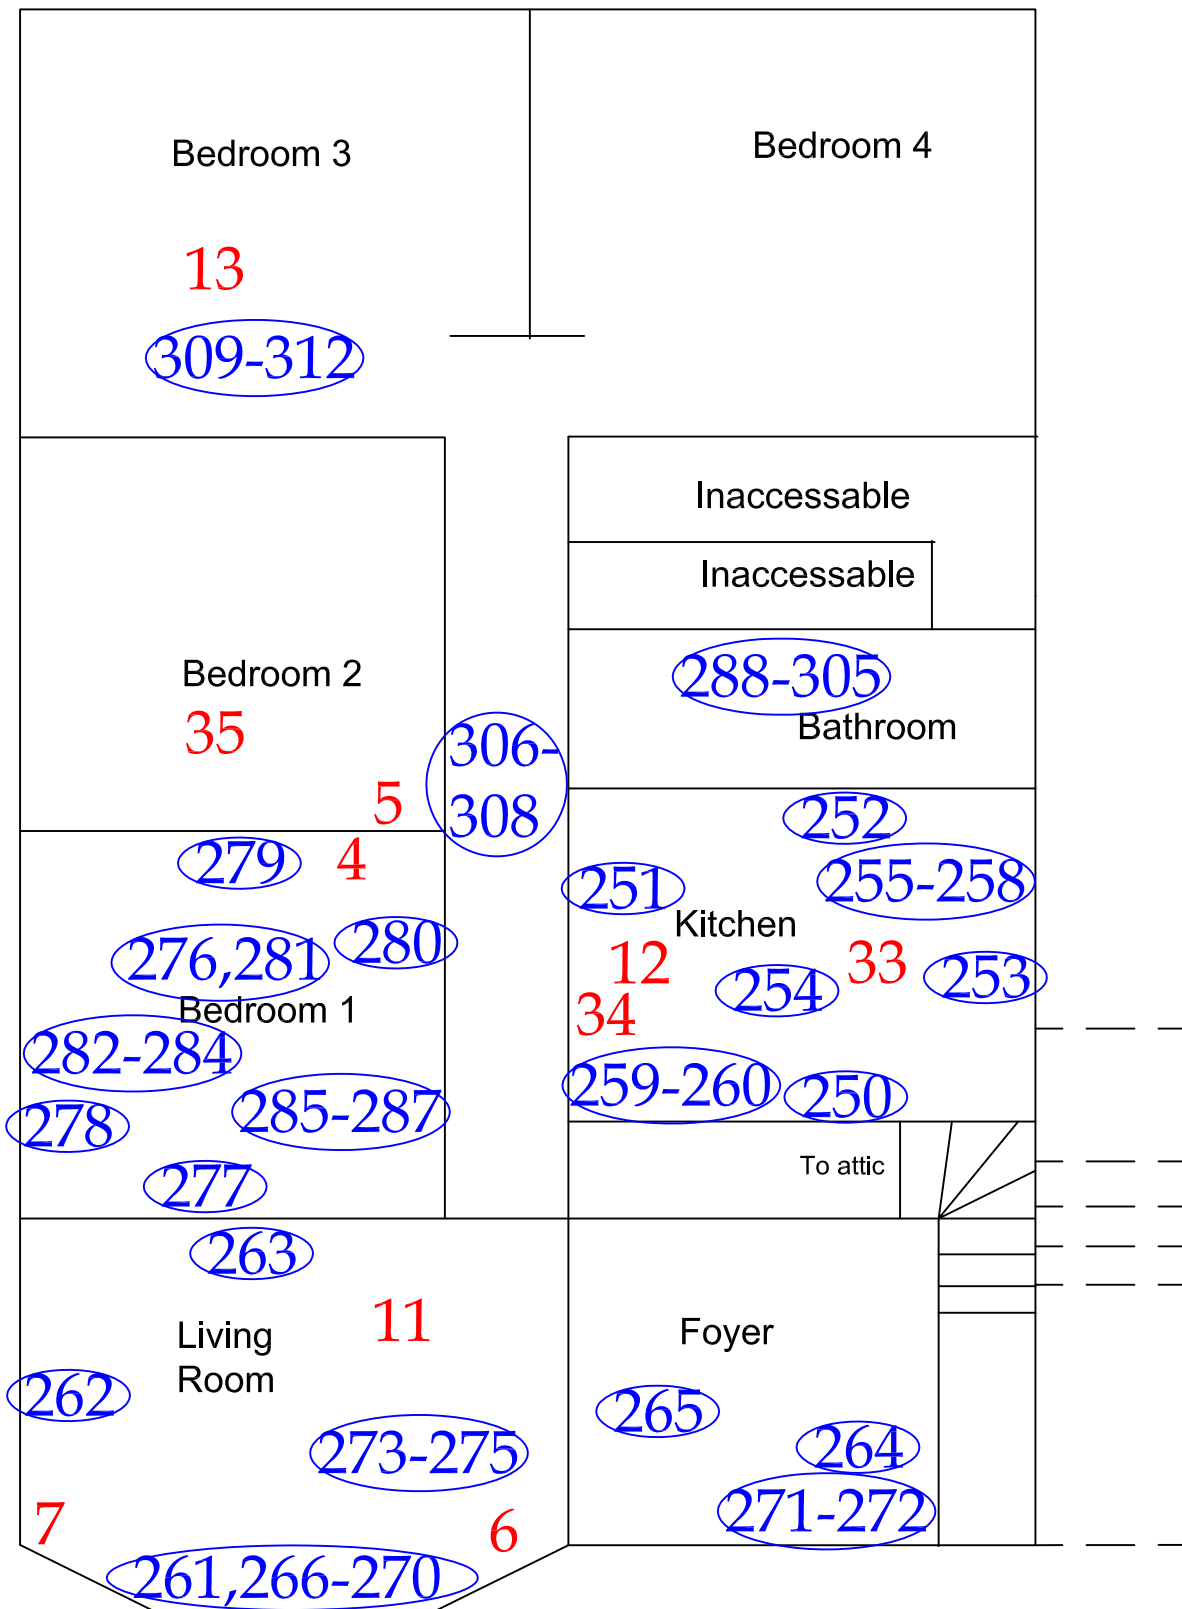 Bedroom 3
Bedroom 4
13
309-312
Inaccessable
Inaccessable
Bedroom 2
35
5
306-
308
288-305
Bathroom
252
279
4
251
255-258
Kitchen
280
276,281
12
33
254
253
34
Bedroom 1
282-284
285-287
278
259-260
250
277
To attic
263
11
Living
Room
Foyer
262
265
273-275
264
271-272
7
6
261,266-270